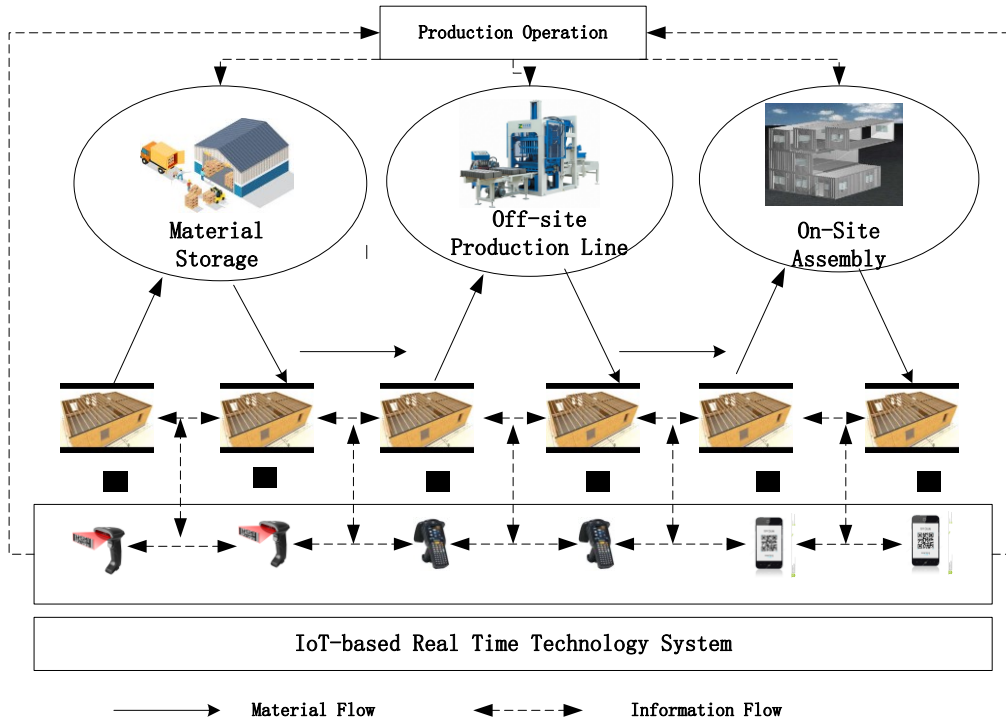 Production Operation
Material
Storage
Off-site
Production Line
On-Site
Assembly
IoT-based Real Time Technology System
Material Flow
Information Flow